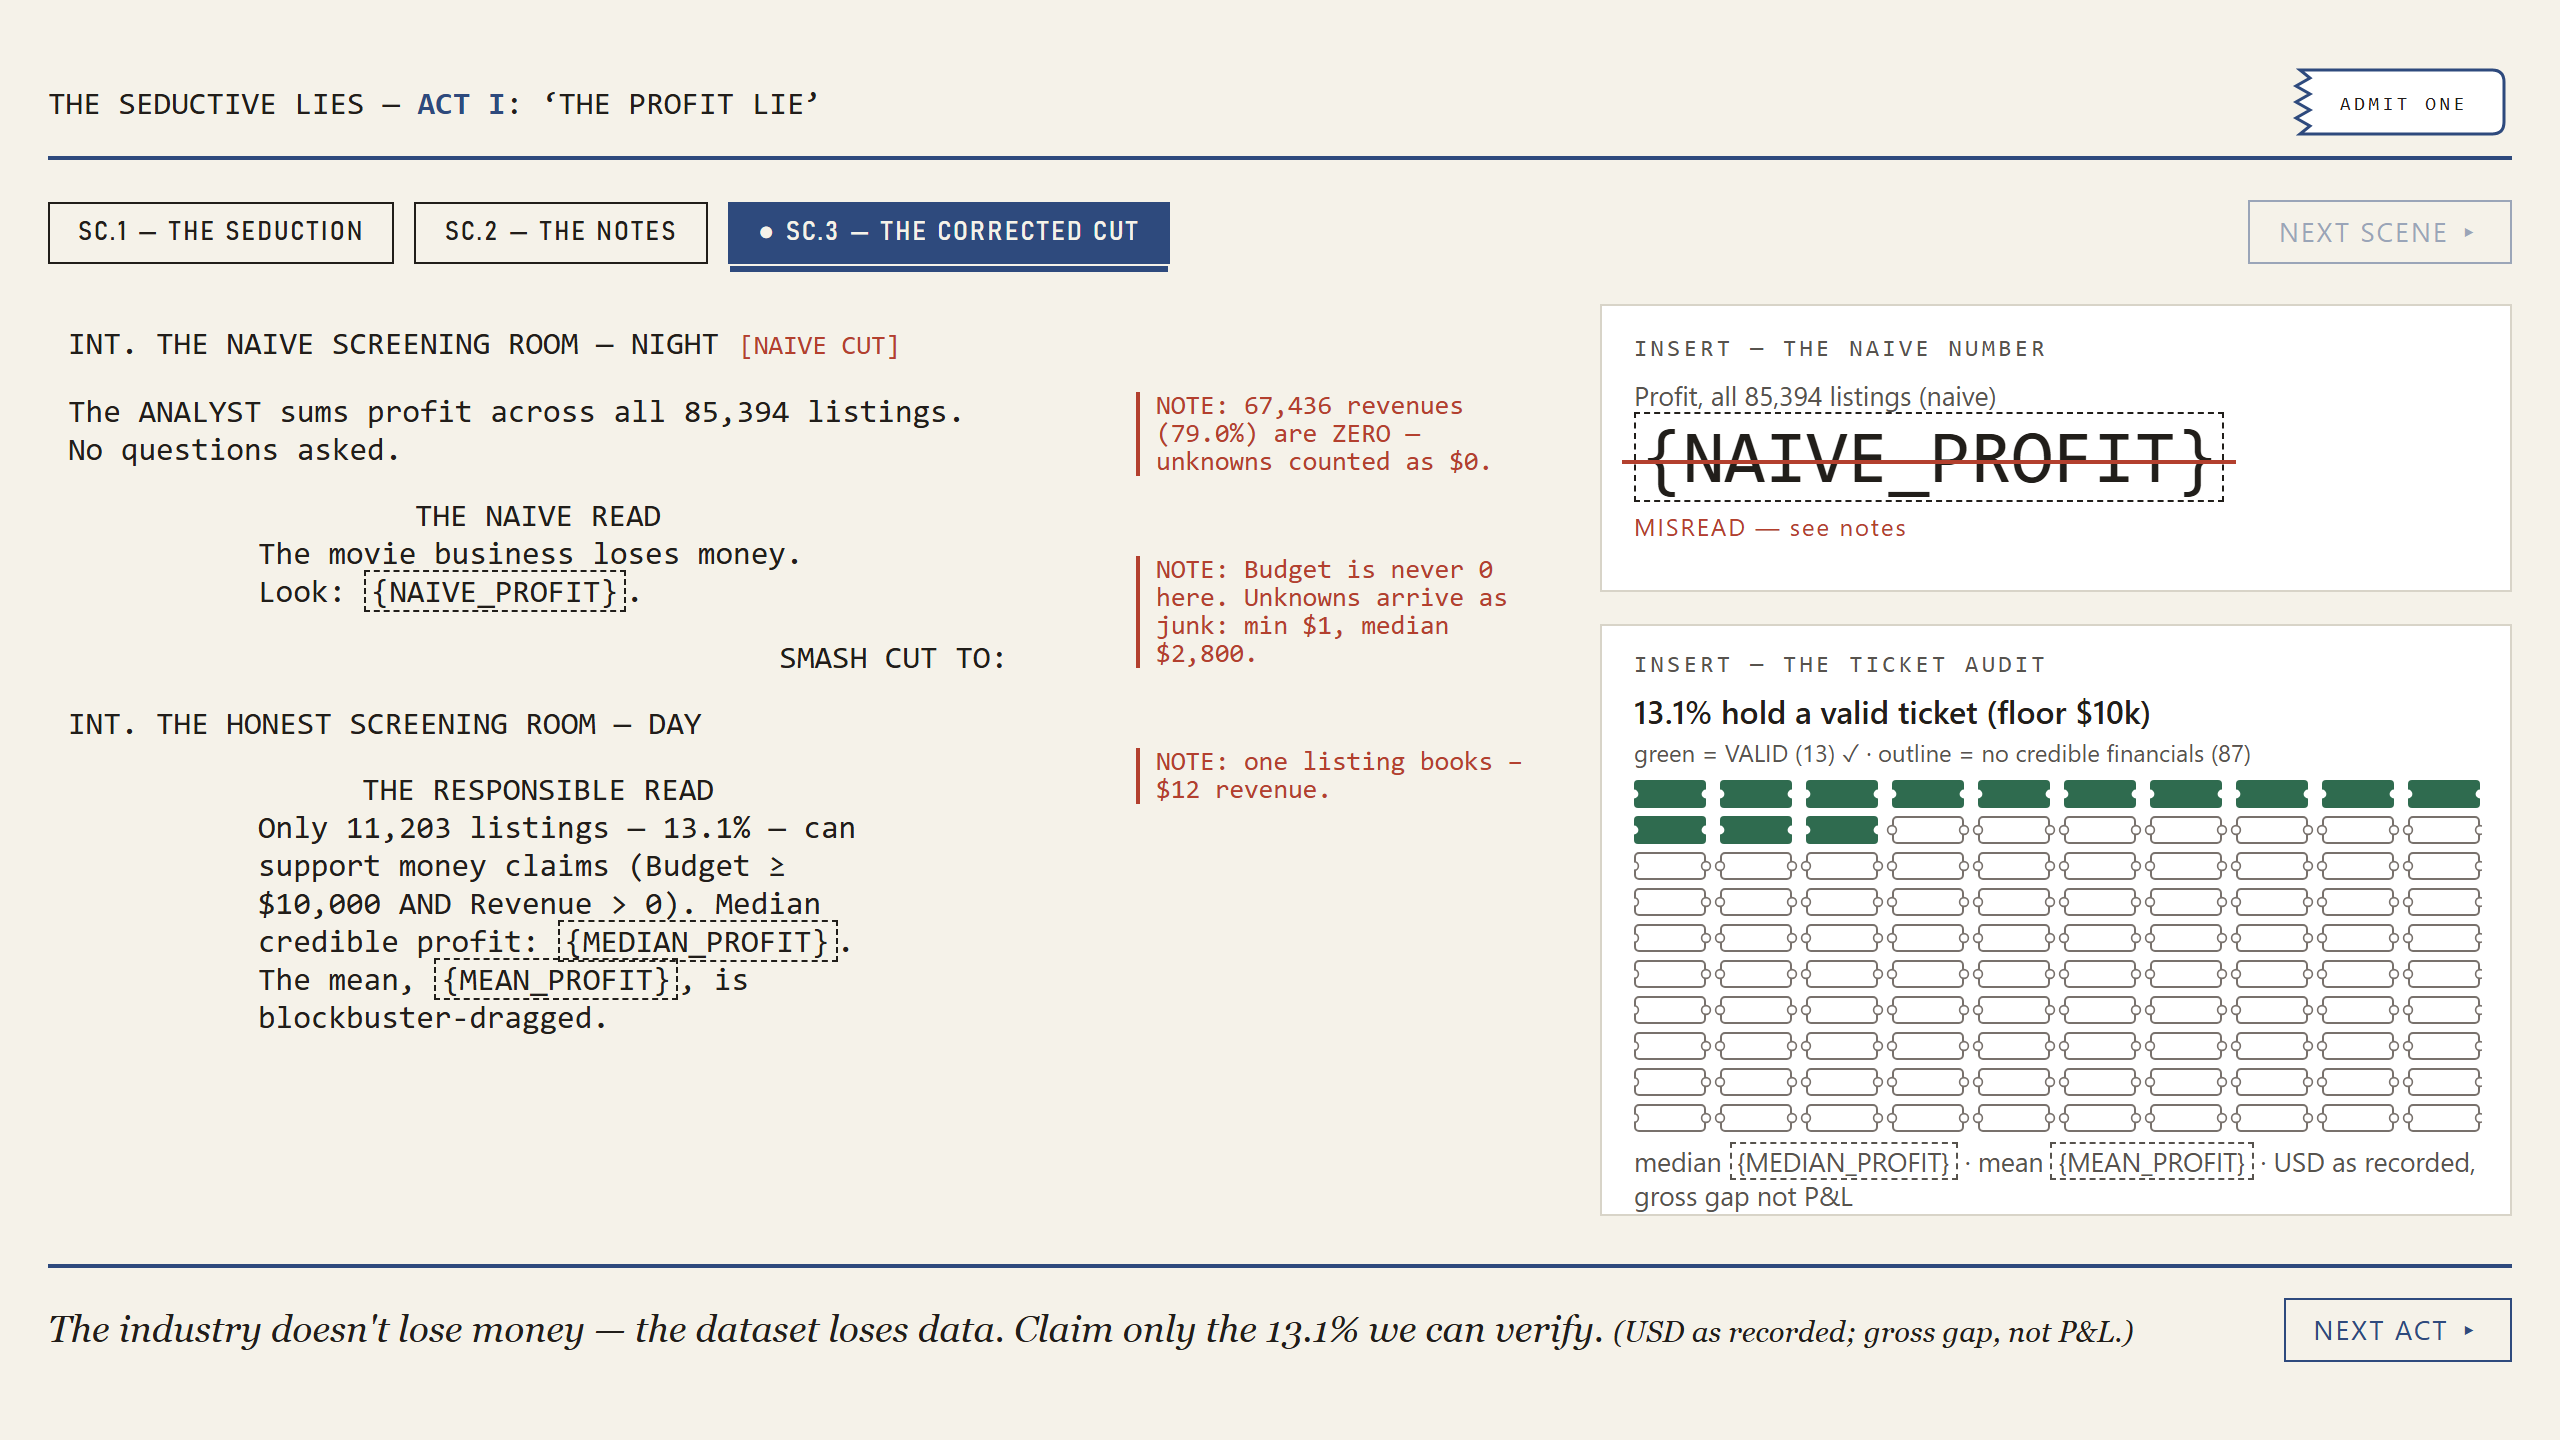 THE SEDUCTIVE LIES — ACT I: ‘THE PROFIT LIE’
ADMIT ONE
SC.1 — THE SEDUCTION
SC.2 — THE NOTES
● SC.3 — THE CORRECTED CUT
NEXT SCENE ▸
INT. THE NAIVE SCREENING ROOM — NIGHT [NAIVE CUT]
The ANALYST sums profit across all 85,394 listings.
No questions asked.
THE NAIVE READ
The movie business loses money.
Look: {NAIVE_PROFIT}.
SMASH CUT TO:
INT. THE HONEST SCREENING ROOM — DAY
THE RESPONSIBLE READ
Only 11,203 listings — 13.1% — can
support money claims (Budget ≥
$10,000 AND Revenue > 0). Median
credible profit: {MEDIAN_PROFIT}.
The mean, {MEAN_PROFIT}, is
blockbuster-dragged.
NOTE: 67,436 revenues
(79.0%) are ZERO —
unknowns counted as $0.
NOTE: Budget is never 0
here. Unknowns arrive as
junk: min $1, median
$2,800.
NOTE: one listing books –
$12 revenue.
INSERT — THE NAIVE NUMBER
Profit, all 85,394 listings (naive)
{NAIVE_PROFIT}
MISREAD — see notes
INSERT — THE TICKET AUDIT
13.1% hold a valid ticket (floor $10k)
green = VALID (13) ✓ · outline = no credible financials (87)
median {MEDIAN_PROFIT} · mean {MEAN_PROFIT} · USD as recorded,
gross gap not P&L
The industry doesn't lose money — the dataset loses data. Claim only the 13.1% we can verify. (USD as recorded; gross gap, not P&L.)
NEXT ACT ▸